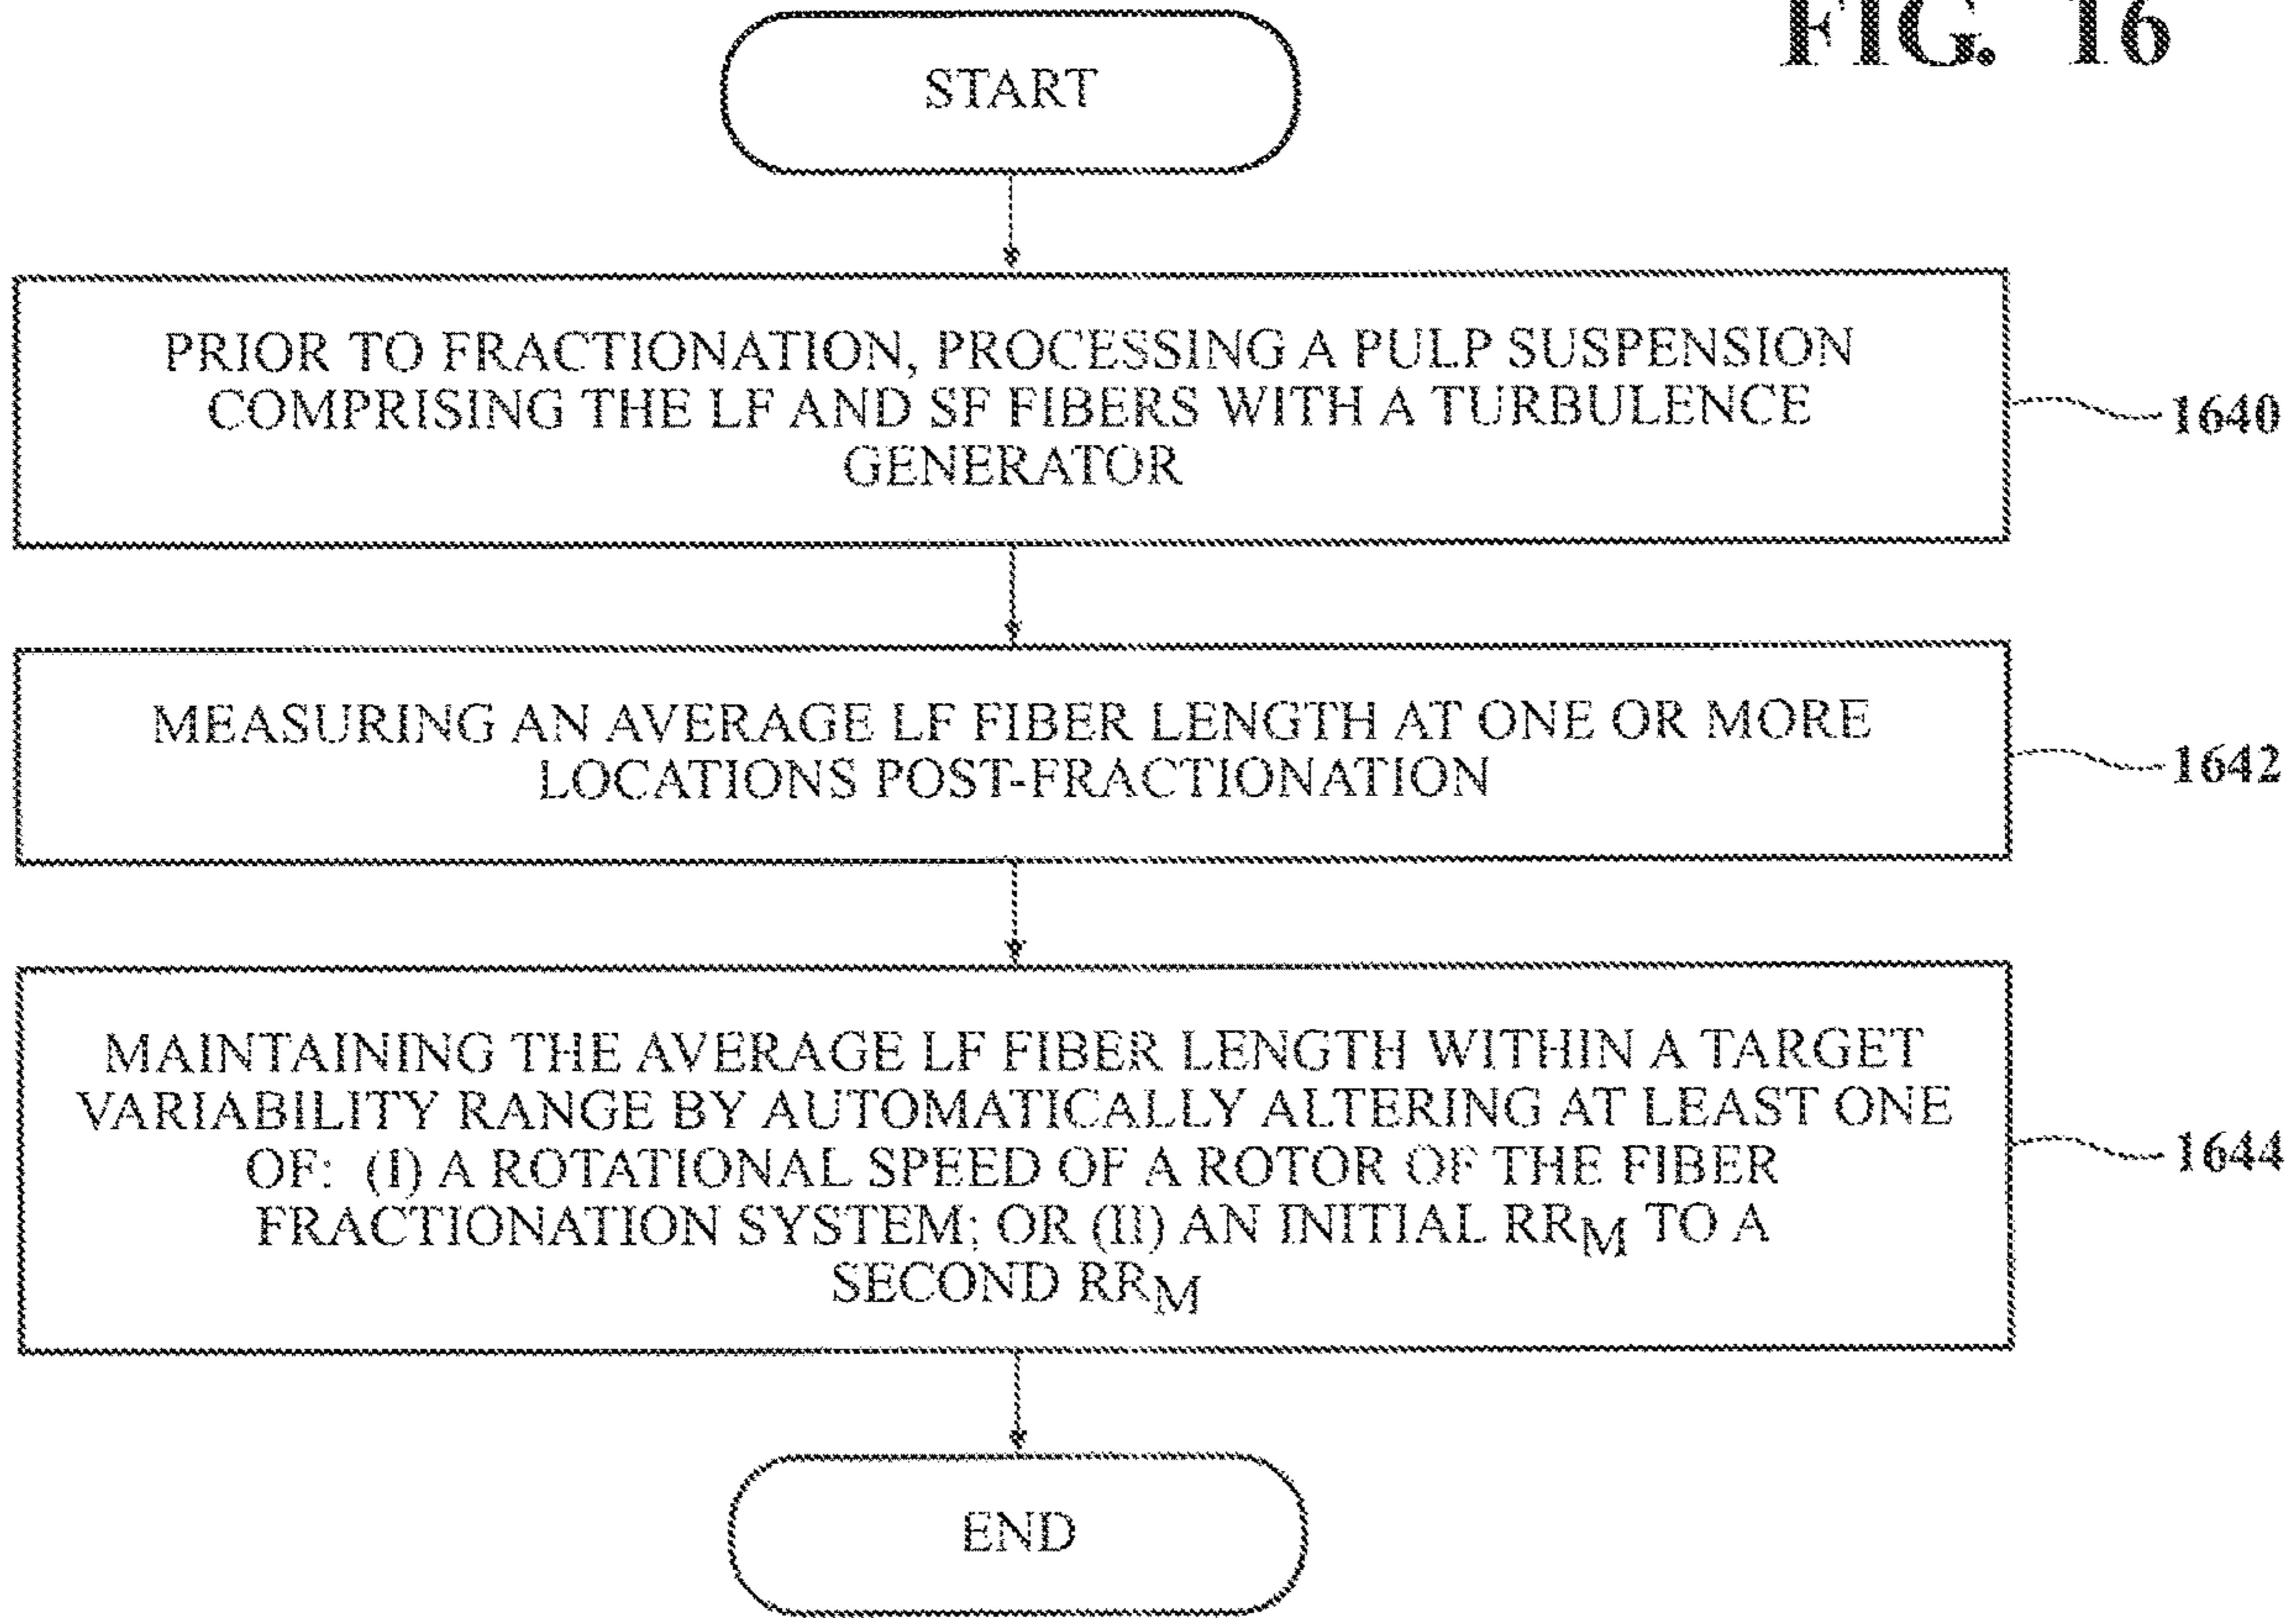 FIG. 16
START
PRIOR TO FRACTIONATION, PROCESSING A PULP SUSPENSION
COMPRISING THE LF AND SF FIBERS WITH A TURBULENCE
GENERATOR
1640
MEASURING AN AVERAGE LF FIBER LENGTH AT ONE OR MORE
LOCATIONS POST-FRACTIONATION
1642
MAINTAINING THE AVERAGE LF FIBER LENGTH WITHIN A TARGET
VARIABILITY RANGE BY AUTOMATICALLY ALTERING AT LEAST ONE
OF: (I) A ROTATIONAL SPEED OF A ROTOR OF THE FIBER
FRACTIONATION SYSTEM; OR (II) AN INITIAL RRM TO A
SECOND RRM
1644
END